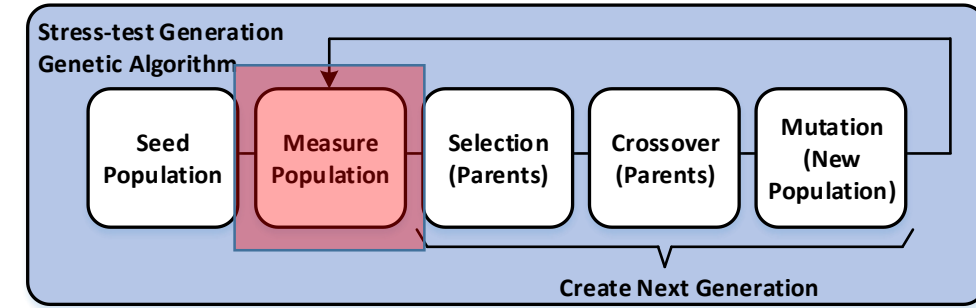 Stress-test Generation
Genetic Algorithm
Seed
Population
Measure
Population
Selection
(Parents)
Crossover
(Parents)
Mutation
(New
Population)
Create Next Generation